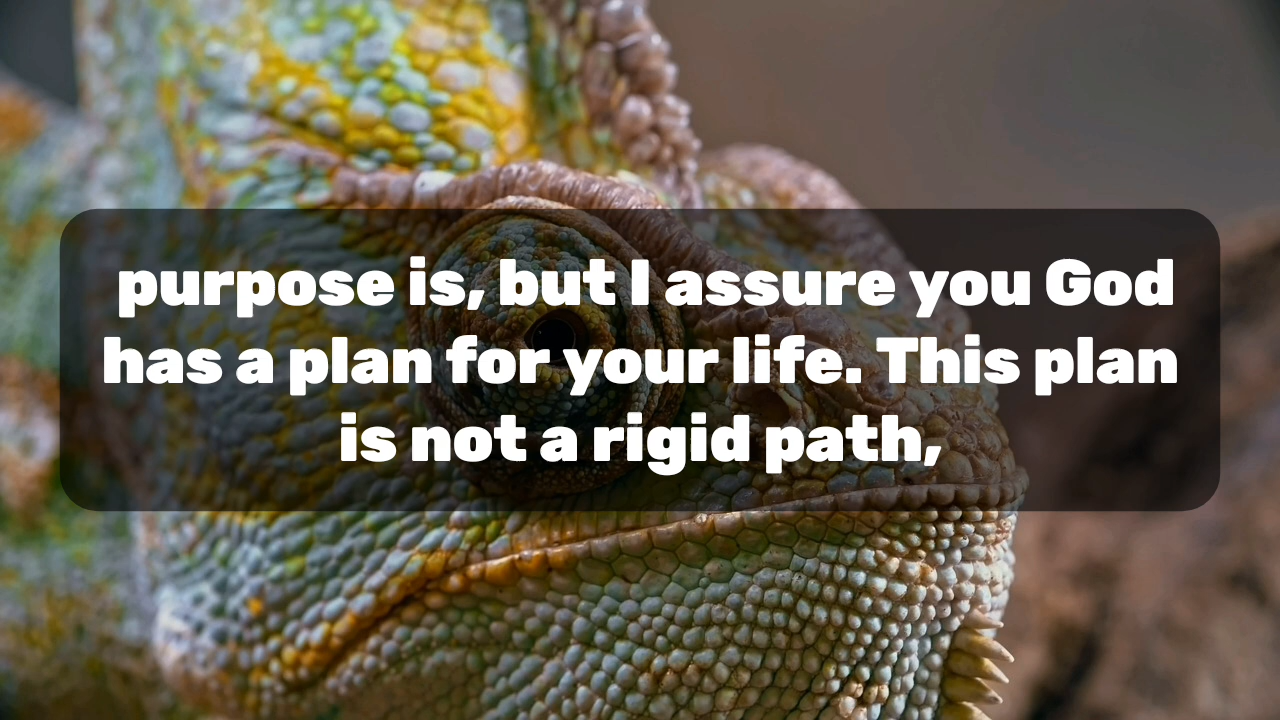 purpose is, but I assure you God
has a plan for your life. This plan
is not a rigid path,